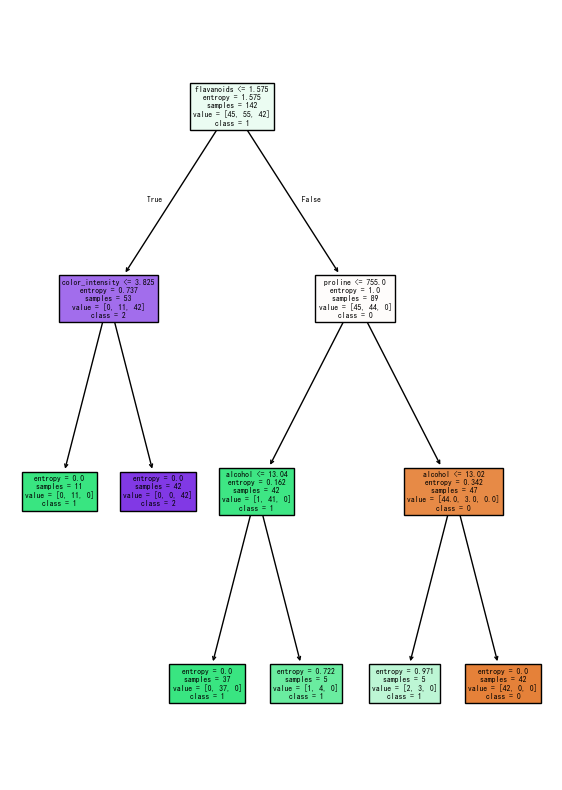 flavanoids <= 1.575
entropy = 1.575
samples = 142
value = [45, 55, 42]
class = 1
True
False
color_intensity <= 3.825
entropy = 0.737
samples = 53
value = [0, 11, 42]
class = 2
proline <= 755.0
entropy = 1.0
samples = 89
value = [45, 44, 0]
class = 0
entropy = 0.0
samples = 11
value = [0, 11, 0]
class = 1
entropy = 0.0
samples = 42
value = [0, 0, 42]
class = 2
alcohol <= 13.04
entropy = 0.162
samples = 42
value = [1, 41, 0]
class = 1
alcohol <= 13.02
entropy = 0.342
samples = 47
value = [44.0, 3.0, 0.0]
class = 0
entropy = 0.0
samples = 37
value = [0, 37, 0]
class = 1
entropy = 0.722
samples = 5
value = [1, 4, 0]
class = 1
entropy = 0.971
samples = 5
value = [2, 3, 0]
class = 1
entropy = 0.0
samples = 42
value = [42, 0, 0]
class = 0